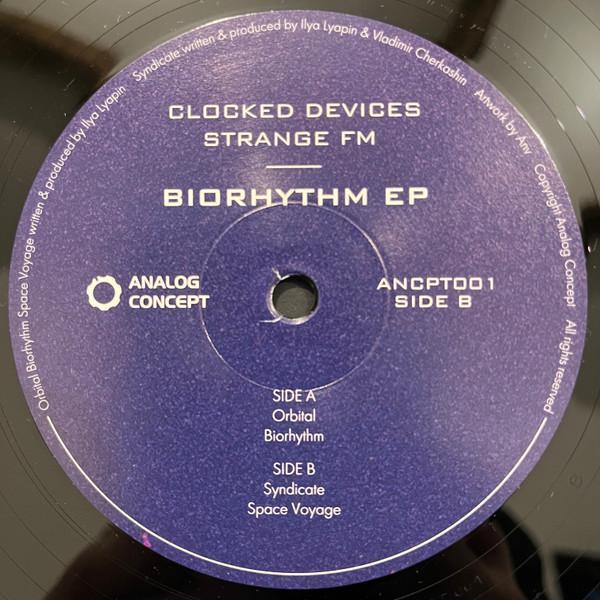 Orbital Biorhythm Space Voyage written & produced by Ilya Lyapin Syndicate written & produced by Ilya Lyapin & Vladimir Cherkashin Artwork by Anv Copyright Analog Concept All rights reserved
CLOCKED DEVICES
STRANGE FM
BIORHYTHM EP
ANALOG
CONCEPT
ANCPT001
SIDE B
SIDE A
Orbital
Biorhythm
SIDE B
Syndicate
Space Voyage